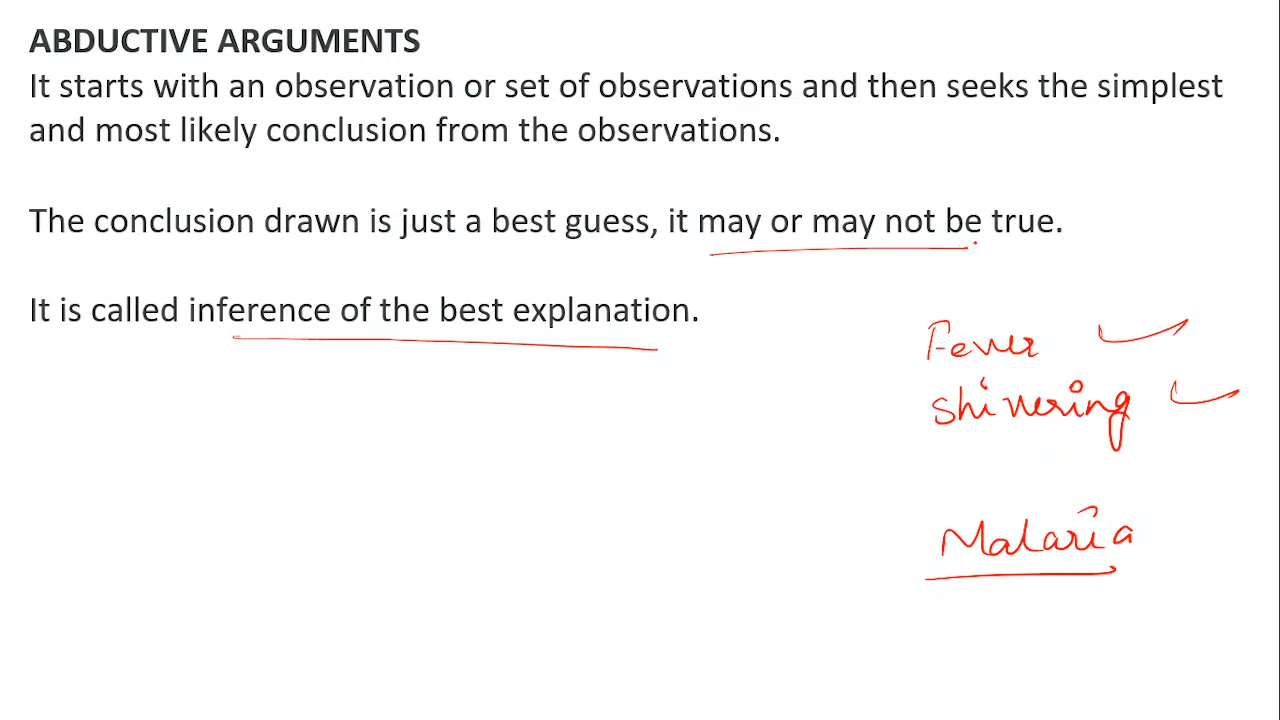 ABDUCTIVE ARGUMENTS
It starts with an observation or set of observations and then seeks the simplest
and most likely conclusion from the observations.
The conclusion drawn is just a best guess, it may or may not be true.
It is called inference of the best explanation.
Fever
shivering
Malaria